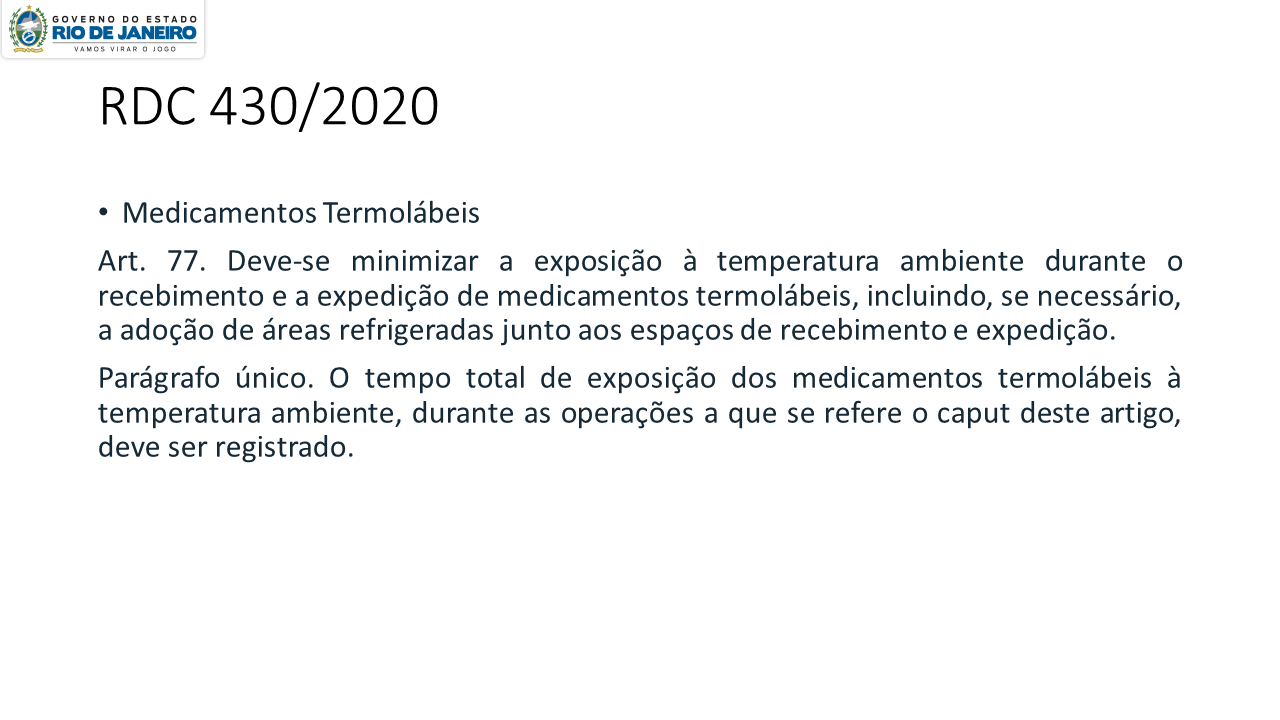 GOVERNO DO ESTADO
RIO DE JANEIRO
VAMOS VIRAR O JOGO
RDC 430/2020
• Medicamentos Termolábeis
Art. 77. Deve-se minimizar a exposição à temperatura ambiente durante o
recebimento e a expedição de medicamentos termolábeis, incluindo, se necessário,
a adoção de áreas refrigeradas junto aos espaços de recebimento e expedição.
Parágrafo único. O tempo total de exposição dos medicamentos termolábeis à
temperatura ambiente, durante as operações a que se refere o caput deste artigo,
deve ser registrado.